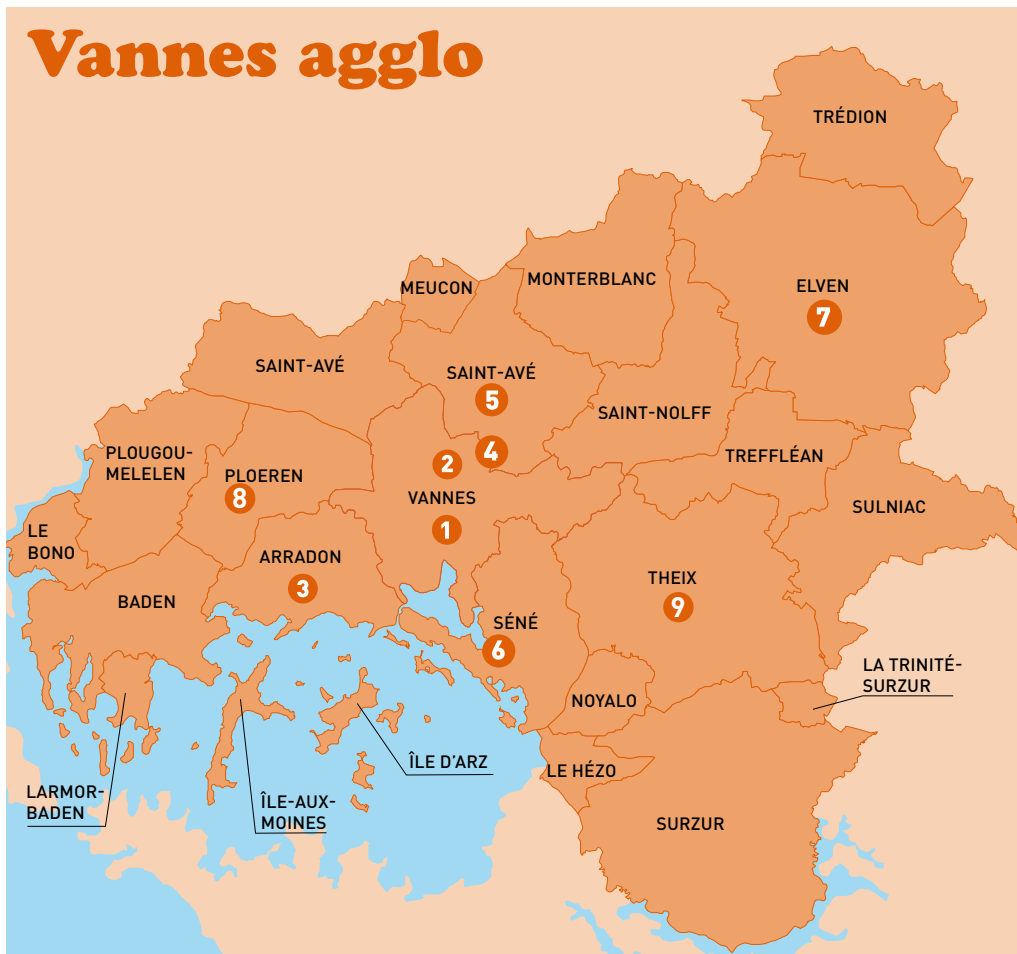 Vannes agglo
TRÉDION
MEUCON
MONTERBLANC
ELVEN
7
SAINT-AVÉ
SAINT-AVÉ
5
SAINT-NOLFF
PLOUGOU-
MELELEN
PLOEREN
8
2
4
TREFFLÉAN
VANNES
1
SULNIAC
LE
BONO
ARRADON
3
BADEN
THEIX
9
SÉNÉ
6
LA TRINITÉ-
SURZUR
NOYALO
ÎLE D'ARZ
LE HÉZO
LARMOR-
BADEN
ÎLE-AUX-
MOINES
SURZUR